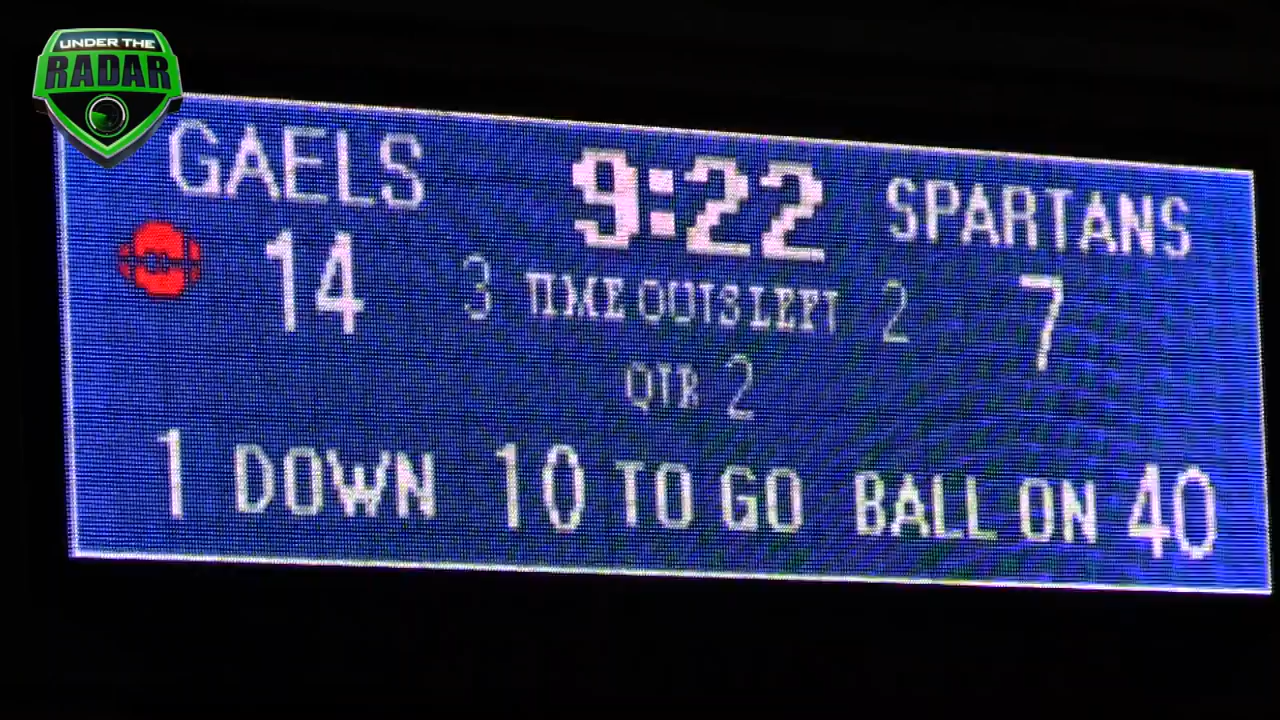 UNDER THE
RADAR
GAELS 9:22 SPARTANS
14 3 TIME OUTS LEFT 2 7
QTR 2
1 DOWN 10 TO GO BALL ON 40